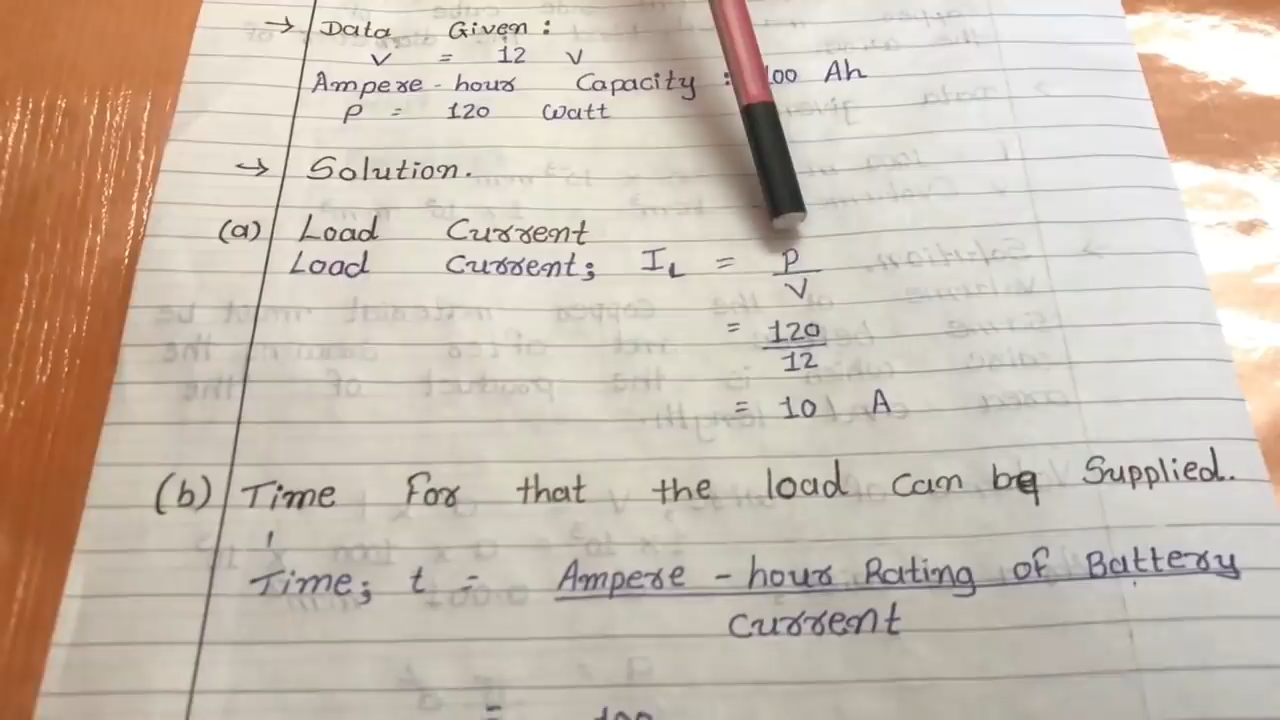 → Data Given :
V = 12 V
Ampere - hour Capacity : 100 Ah
P = 120 Watt
→ Solution.
(a) Load Current
Load Current; I_L = P/V
= 120/12
= 10 A
(b) Time For that the load can be Supplied.
Time; t = Ampere - hour Rating of Battery
Current
= 100